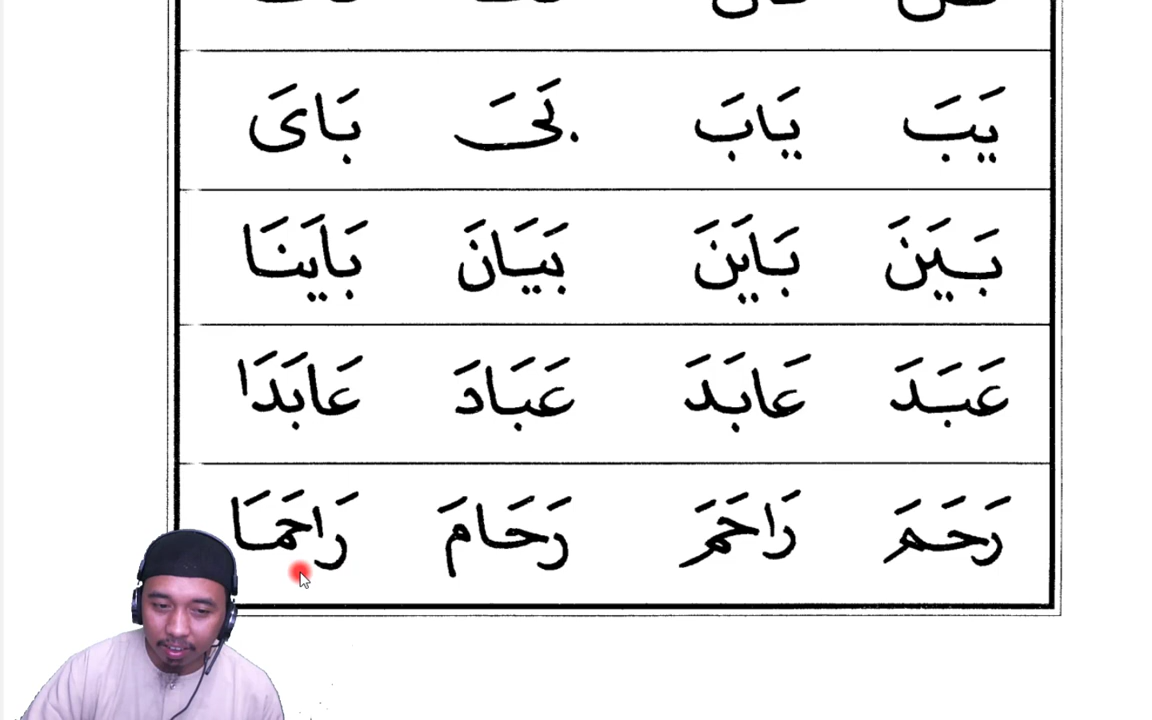 يَبَ يَابَ بَىَ بَاىَ
بَيَنَ بَايَنَ بَيَانَ بَايَنَا
عَبَدَ عَابَدَ عَبَادَ عَابَدَا
رَحَمَ رَاحَمَ رَحَامَ رَاحَمَا